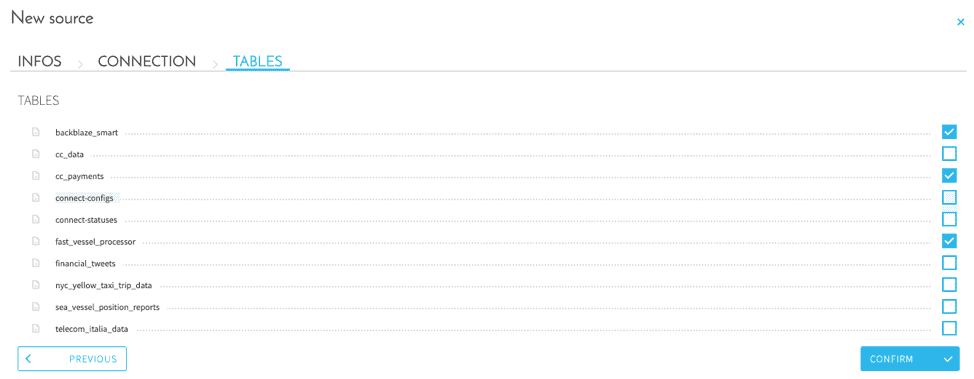 New source
INFOS CONNECTION TABLES
TABLES
backblaze_smart
cc_data
cc_payments
connect-configs
connect-statuses
fast_vessel_processor
financial_tweets
nyc_yellow_taxi_trip_data
sea_vessel_position_reports
telecom_italia_data
PREVIOUS CONFIRM